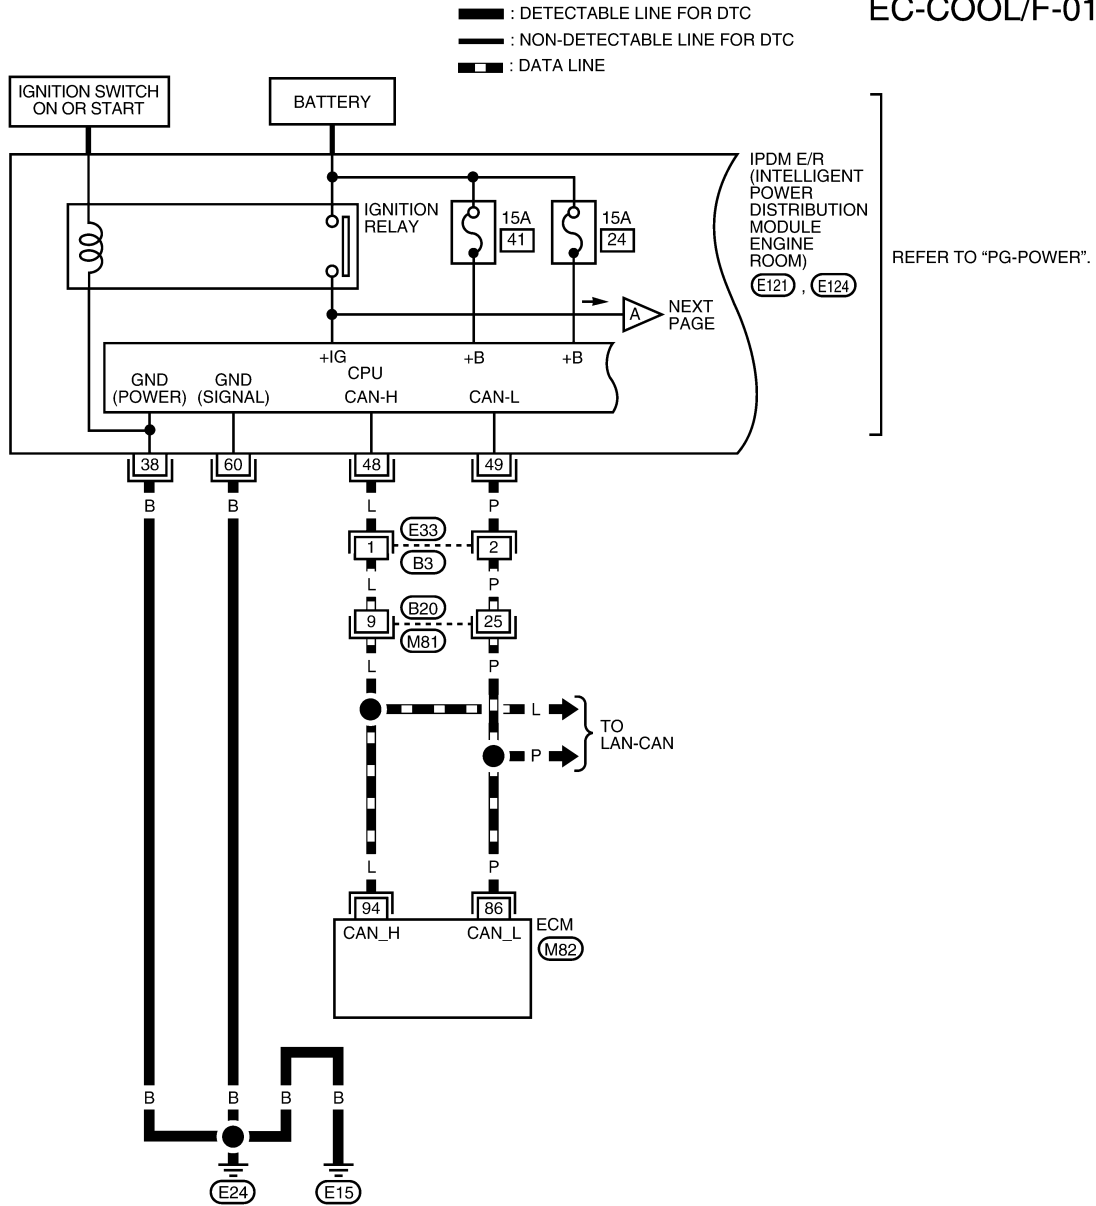 EC-COOL/F-01
: DETECTABLE LINE FOR DTC
: NON-DETECTABLE LINE FOR DTC
: DATA LINE
IGNITION SWITCH
ON OR START
BATTERY
IPDM E/R
(INTELLIGENT
POWER
DISTRIBUTION
MODULE
ENGINE
ROOM)
E121 , E124
REFER TO “PG-POWER”.
IGNITION
RELAY
15A
41
15A
24
A
NEXT
PAGE
+IG
+B
+B
CPU
GND
(POWER)
GND
(SIGNAL)
CAN-H
CAN-L
38
60
48
49
B
B
L
P
E33
1
2
B3
L
P
B20
9
25
M81
L
P
L
P
TO
LAN-CAN
L
P
94
86
CAN_H
CAN_L
ECM
M82
B
B
B
B
E24
E15